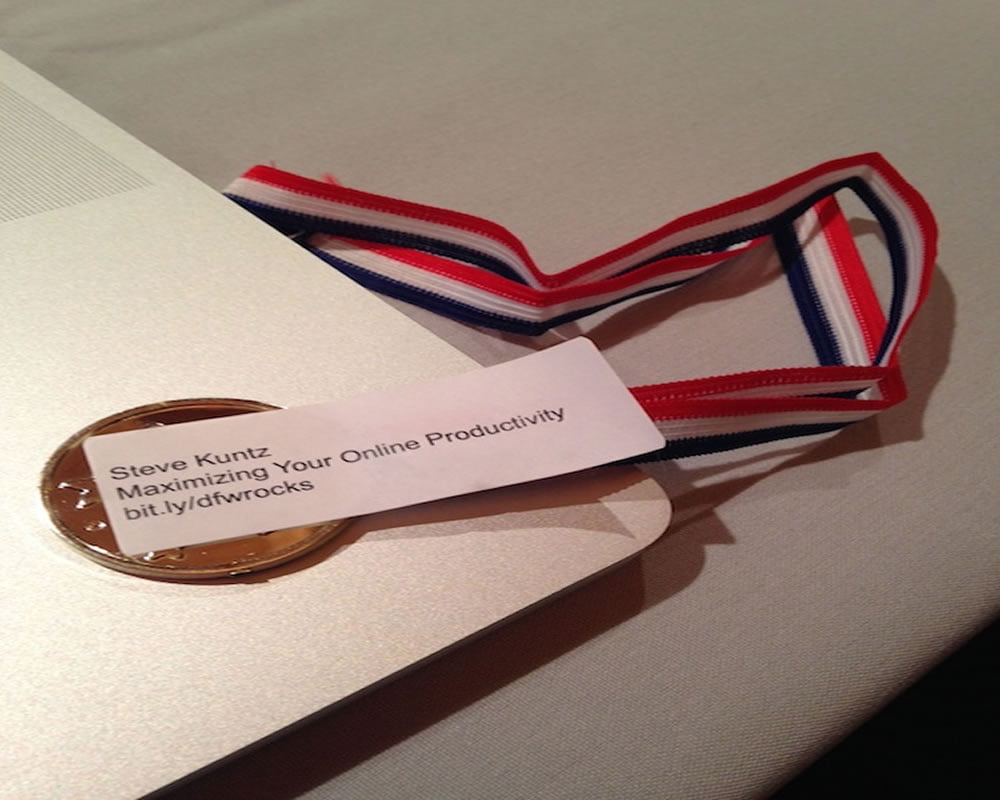 Steve Kuntz
Maximizing Your Online Productivity
bit.ly/dfwrocks